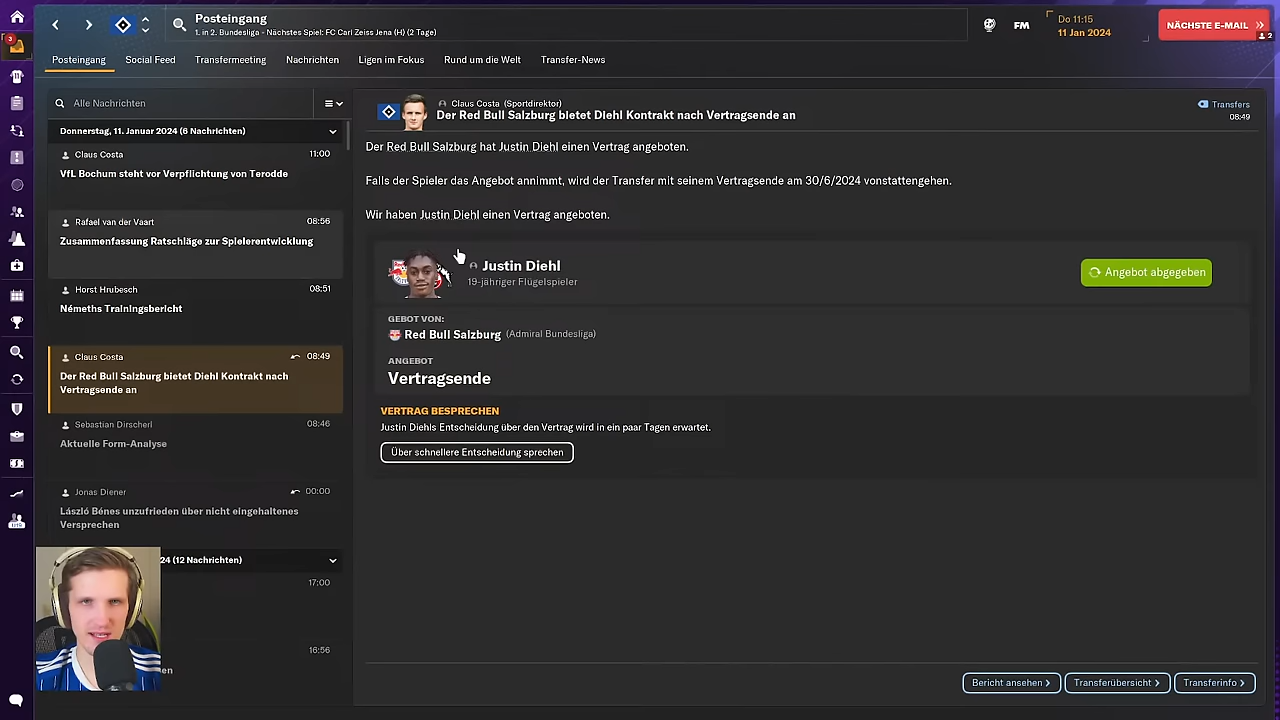 Posteingang
1. in 2. Bundesliga - Nächstes Spiel: FC Carl Zeiss Jena (H) (2 Tage)
FM
Do 11:15
11 Jan 2024
NÄCHSTE E-MAIL
2
3
Posteingang
Social Feed
Transfermeeting
Nachrichten
Ligen im Fokus
Rund um die Welt
Transfer-News
Alle Nachrichten
Donnerstag, 11. Januar 2024 (6 Nachrichten)
Claus Costa
11:00
VfL Bochum steht vor Verpflichtung von Terodde
Rafael van der Vaart
08:56
Zusammenfassung Ratschläge zur Spielerentwicklung
Horst Hrubesch
08:51
Némeths Trainingsbericht
Claus Costa
08:49
Der Red Bull Salzburg bietet Diehl Kontrakt nach
Vertragsende an
Sebastian Dirscherl
08:46
Aktuelle Form-Analyse
Jonas Diener
00:00
László Bénes unzufrieden über nicht eingehaltenes
Versprechen
24 (12 Nachrichten)
17:00
16:56
en
Claus Costa (Sportdirektor)
Der Red Bull Salzburg bietet Diehl Kontrakt nach Vertragsende an
Transfers
08:49
Der Red Bull Salzburg hat Justin Diehl einen Vertrag angeboten.
Falls der Spieler das Angebot annimmt, wird der Transfer mit seinem Vertragsende am 30/6/2024 vonstattengehen.
Wir haben Justin Diehl einen Vertrag angeboten.
Justin Diehl
19-jähriger Flügelspieler
Angebot abgegeben
GEBOT VON:
Red Bull Salzburg (Admiral Bundesliga)
ANGEBOT
Vertragsende
VERTRAG BESPRECHEN
Justin Diehls Entscheidung über den Vertrag wird in ein paar Tagen erwartet.
Über schnellere Entscheidung sprechen
Bericht ansehen
Transferübersicht
Transferinfo